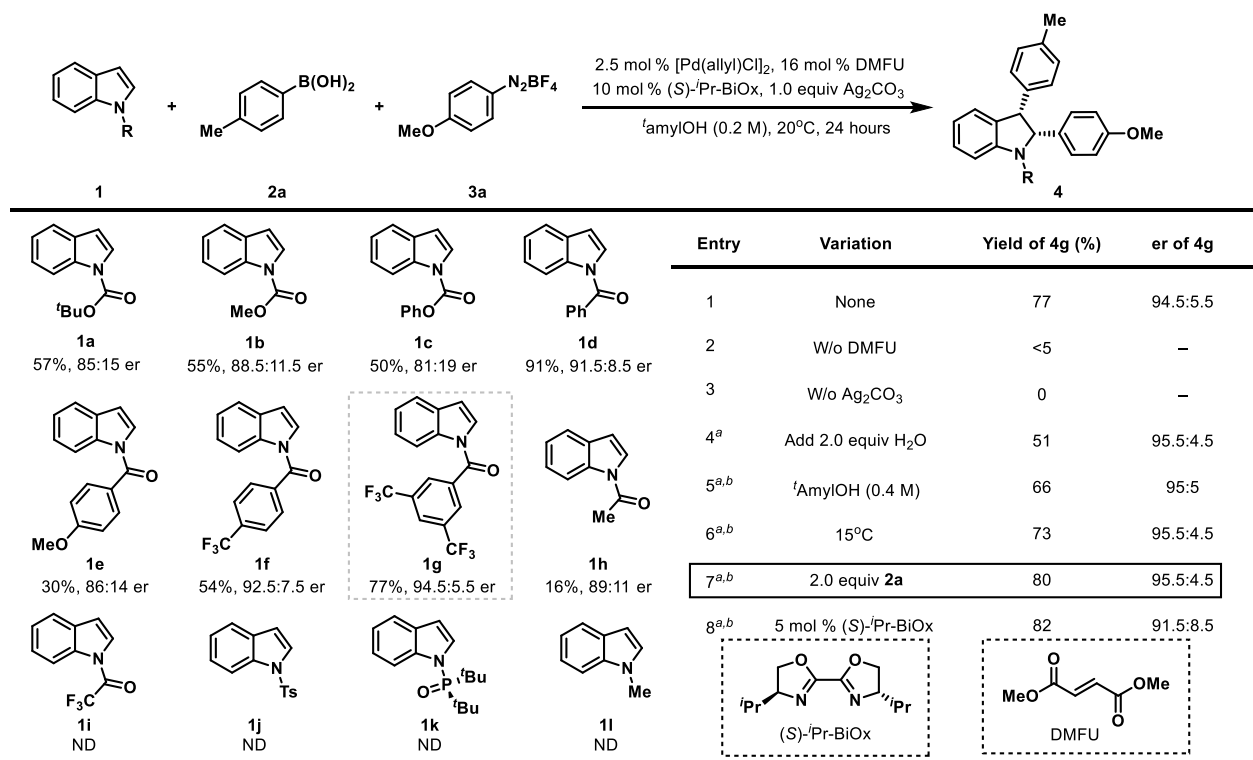 N
R
1
+
B(OH)2
Me
2a
+
N2BF4
MeO
3a
2.5 mol % [Pd(allyl)Cl]2, 16 mol % DMFU
10 mol % (S)-iPr-BiOx, 1.0 equiv Ag2CO3
tamylOH (0.2 M), 20°C, 24 hours
Me
OMe
N
R
4
N
O
tBuO
1a
57%, 85:15 er
N
O
MeO
1b
55%, 88.5:11.5 er
N
O
PhO
1c
50%, 81:19 er
N
O
Ph
1d
91%, 91.5:8.5 er
N
O
MeO
1e
30%, 86:14 er
N
O
F3C
1f
54%, 92.5:7.5 er
N
O
F3C
CF3
1g
77%, 94.5:5.5 er
N
O
Me
1h
16%, 89:11 er
N
O
F3C
1i
ND
N
Ts
1j
ND
N
O=P tBu
tBu
1k
ND
N
Me
1l
ND
Entry Variation Yield of 4g (%) er of 4g
1 None 77 94.5:5.5
2 W/o DMFU <5 –
3 W/o Ag2CO3 0 –
4a Add 2.0 equiv H2O 51 95.5:4.5
5a,b tAmylOH (0.4 M) 66 95:5
6a,b 15°C 73 95.5:4.5
7a,b 2.0 equiv 2a 80 95.5:4.5
8a,b 5 mol % (S)-iPr-BiOx 82 91.5:8.5
O O
N N
iPr iPr
(S)-iPr-BiOx
O
MeO
OMe
O
DMFU